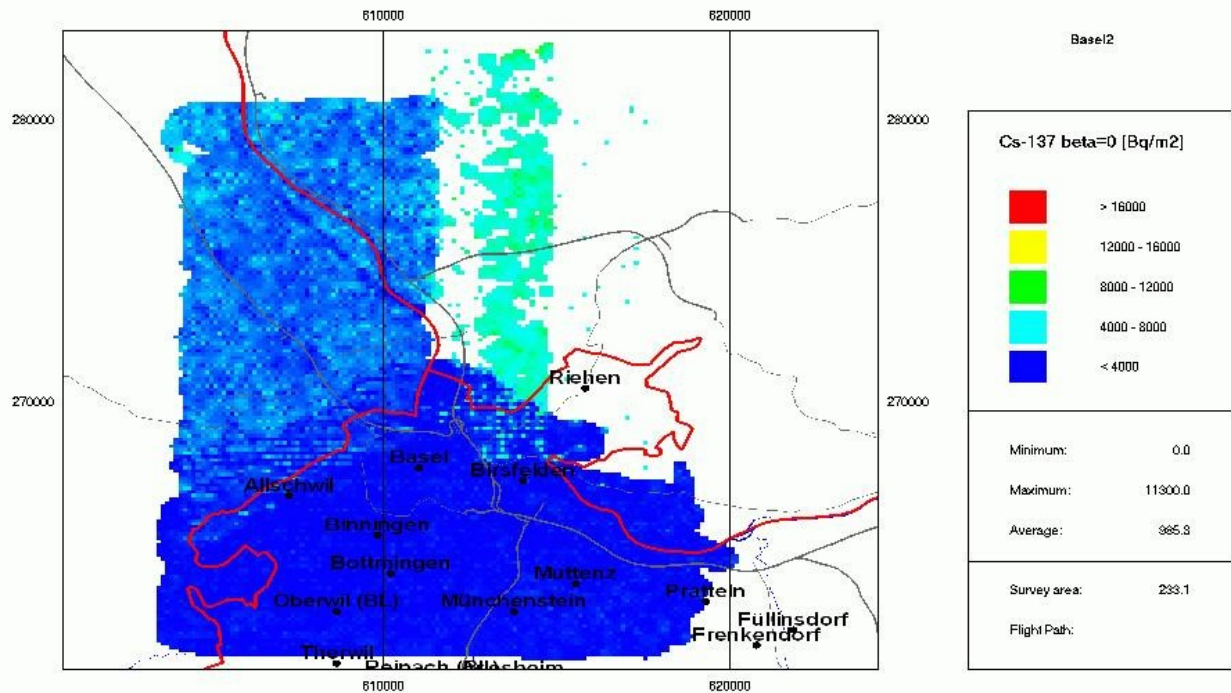 610000
620000
Basel2
280000
280000
Cs-137 beta=0 [Bq/m2]
> 16000
12000 - 16000
8000 - 12000
4000 - 8000
< 4000
Riehen
270000
270000
Basel
Birsfelden
Allschwil
Minimum: 0.0
Maximum: 11300.0
Binningen
Average:
Bottmingen
Muttenz
Survey area: 233.1
Oberwil (BL)
Münchenstein
Pratteln
Füllinsdorf
Frenkendorf
Flight Path:
Therwil
Reinach (BL)
610000
620000